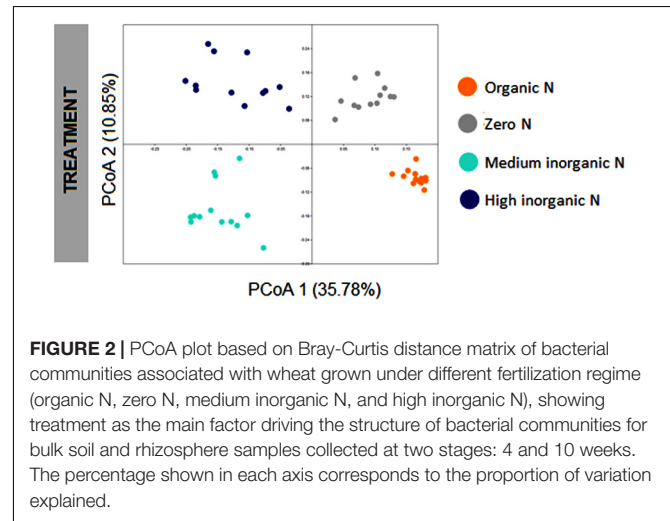 TREATMENT
PCoA 2 (10.85%)
PCoA 1 (35.78%)
Organic N
Zero N
Medium inorganic N
High inorganic N
FIGURE 2 | PCoA plot based on Bray-Curtis distance matrix of bacterial
communities associated with wheat grown under different fertilization regime
(organic N, zero N, medium inorganic N, and high inorganic N), showing
treatment as the main factor driving the structure of bacterial communities for
bulk soil and rhizosphere samples collected at two stages: 4 and 10 weeks.
The percentage shown in each axis corresponds to the proportion of variation
explained.